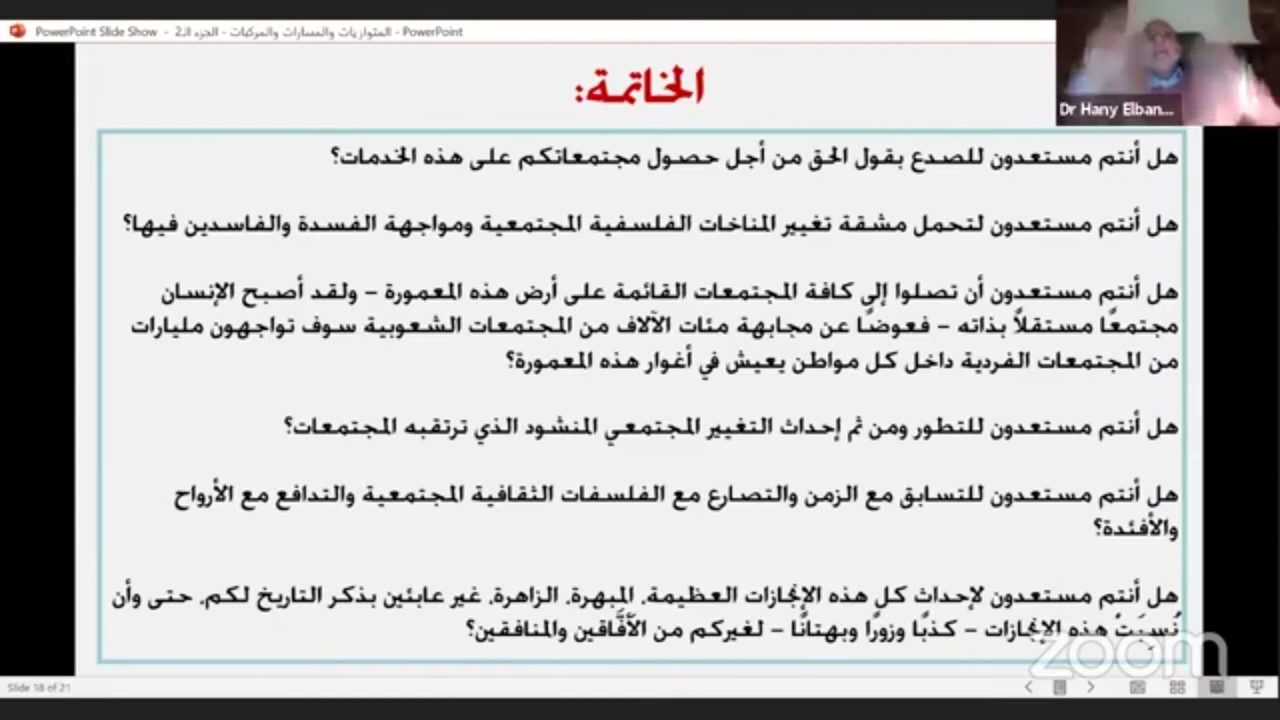 PowerPoint Slide Show - المتوازيات والمسارات والمركبات - الجزء الـ2 - PowerPoint
Dr Hany Elban...
الخاتمة:
هل أنتم مستعدون للصدع بقول الحق من أجل حصول مجتمعاتكم على هذه الخدمات؟
هل أنتم مستعدون لتحمل مشقة تغيير المناخات الفلسفية المجتمعية ومواجهة الفسدة والفاسدين فيها؟
هل أنتم مستعدون أن تصلوا إلى كافة المجتمعات القائمة على أرض هذه المعمورة – ولقد أصبح الإنسان
مجتمعًا مستقلاً بذاته – فعوضًا عن مجابهة مئات الآلاف من المجتمعات الشعوبية سوف تواجهون مليارات
من المجتمعات الفردية داخل كل مواطن يعيش في أغوار هذه المعمورة؟
هل أنتم مستعدون للتطور ومن ثم إحداث التغيير المجتمعي المنشود الذي ترتقبه المجتمعات؟
هل أنتم مستعدون للتسابق مع الزمن والتصارع مع الفلسفات الثقافية المجتمعية والتدافع مع الأرواح
والأفئدة؟
هل أنتم مستعدون لإحداث كل هذه الإنجازات العظيمة، المبهرة، الزاهرة، غير عابئين بذكر التاريخ لكم، حتى وأن
نُسِبَتْ هذه الإنجازات – كذبًا وزورًا وبهتانًا – لغيركم من الأَفَّاقين والمنافقين؟
zoom
Slide 18 of 21